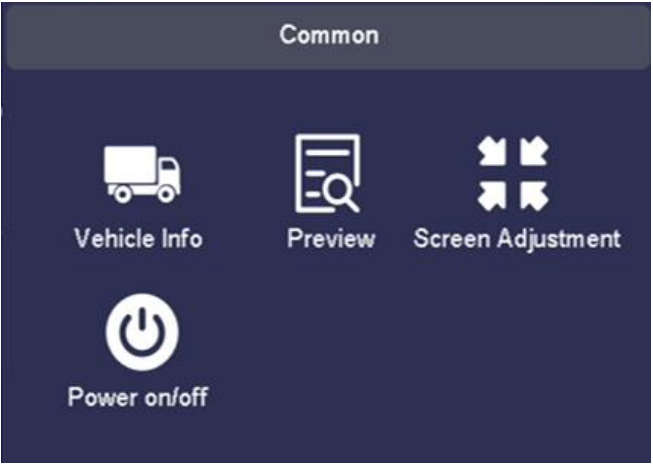 Common
Vehicle Info
Preview
Screen Adjustment
Power on/off